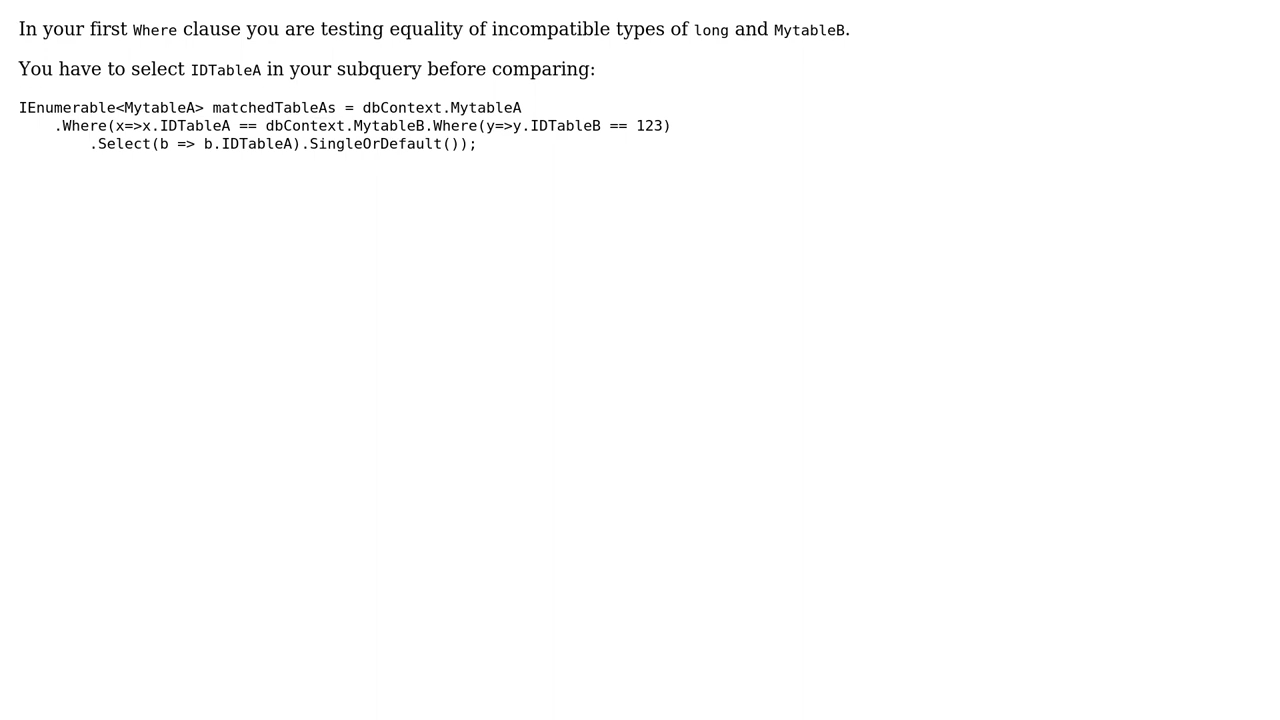 In your first Where clause you are testing equality of incompatible types of long and MytableB.
You have to select IDTableA in your subquery before comparing:
IEnumerable<MytableA> matchedTableAs = dbContext.MytableA
    .Where(x=>x.IDTableA == dbContext.MytableB.Where(y=>y.IDTableB == 123)
        .Select(b => b.IDTableA).SingleOrDefault());